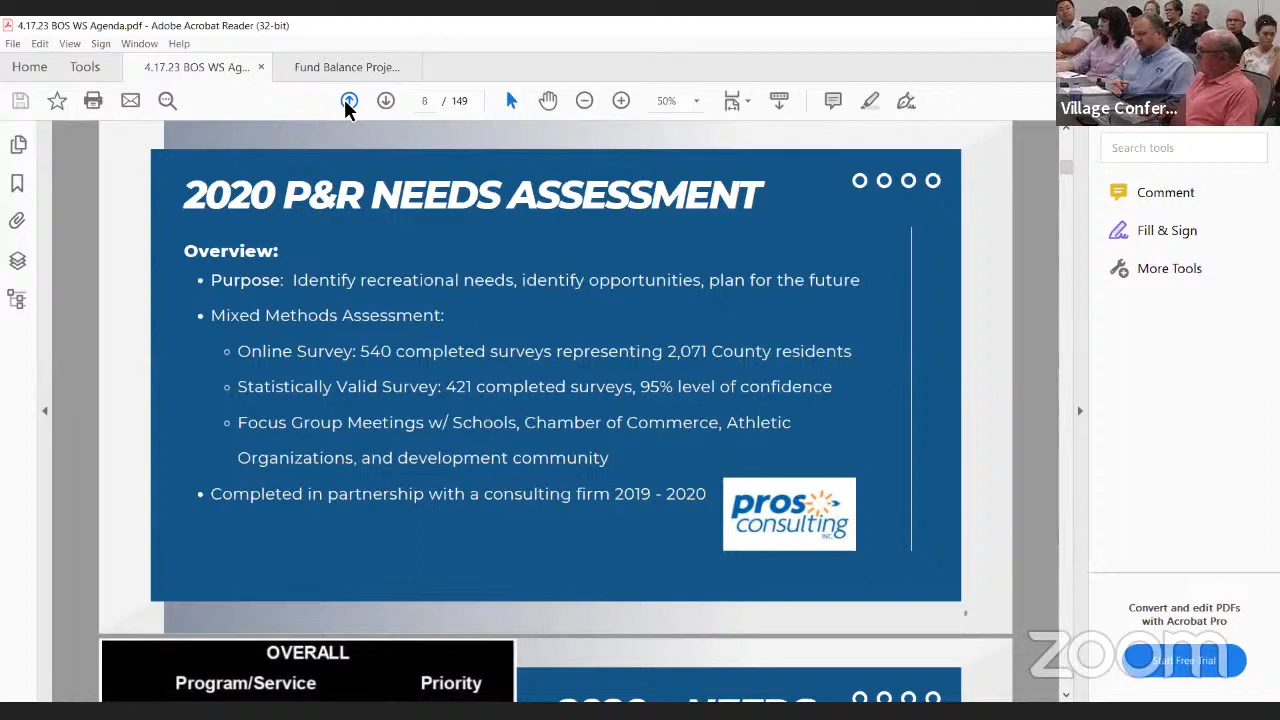 4.17.23 BOS WS Agenda.pdf - Adobe Acrobat Reader (32-bit)
File Edit View Sign Window Help
Home Tools 4.17.23 BOS WS Ag... × Fund Balance Proje...
/ 149 50%
Village Confer...
Search tools
Comment
Fill & Sign
More Tools
2020 P&R NEEDS ASSESSMENT
Overview:
• Purpose: Identify recreational needs, identify opportunities, plan for the future
• Mixed Methods Assessment:
◦ Online Survey: 540 completed surveys representing 2,071 County residents
◦ Statistically Valid Survey: 421 completed surveys, 95% level of confidence
◦ Focus Group Meetings w/ Schools, Chamber of Commerce, Athletic
Organizations, and development community
• Completed in partnership with a consulting firm 2019 - 2020
pros
consulting
INC.
8
OVERALL
Program/Service Priority
Convert and edit PDFs
with Acrobat Pro
Start Free Trial
zoom